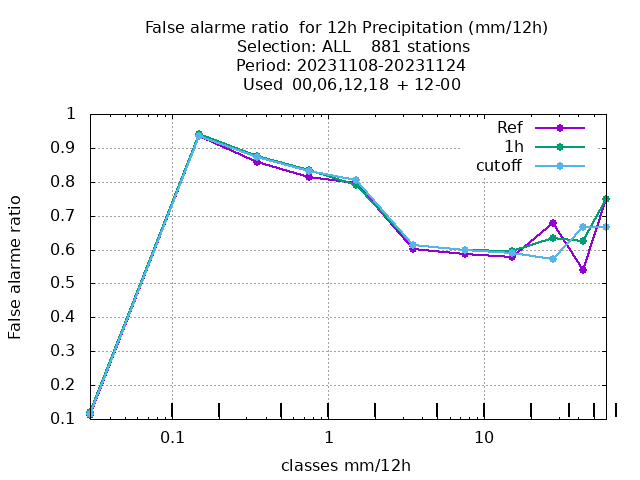 False alarme ratio  for 12h Precipitation (mm/12h)
Selection: ALL    881 stations
Period: 20231108-20231124
Used  00,06,12,18  + 12-00
Ref
1h
cutoff
False alarme ratio
1
0.9
0.8
0.7
0.6
0.5
0.4
0.3
0.2
0.1
0.1
1
10
classes mm/12h